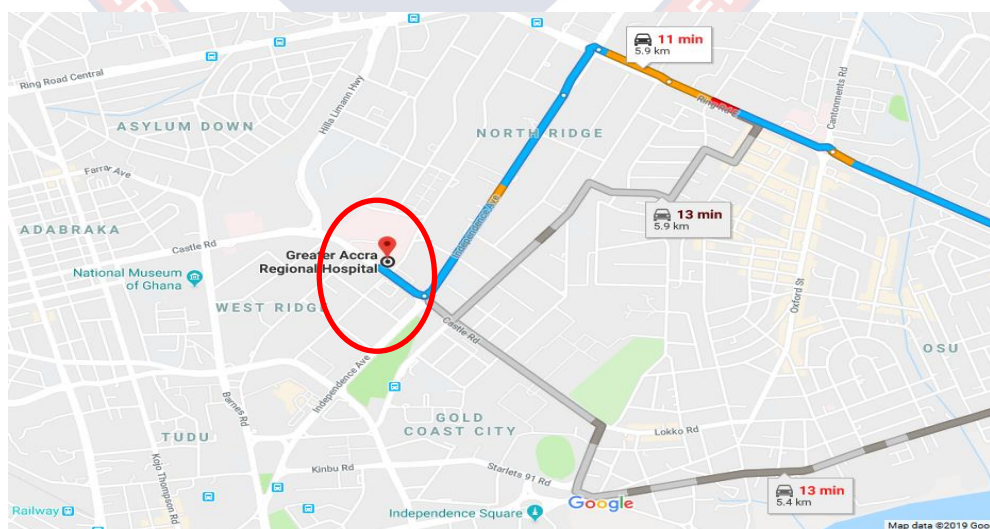 11 min
5.9 km
Ring Road Central
Hilla Limann Hwy
Ring Rd E
Cantonments Rd
ASYLUM DOWN
NORTH RIDGE
Farrar Ave
Independence Ave
13 min
5.9 km
ADABRAKA
Castle Rd
Greater Accra
Regional Hospital
National Museum
of Ghana
WEST RIDGE
Oxford St
Castle Rd
OSU
Independence Ave
Barnes Rd
GOLD
COAST CITY
TUDU
Lokko Rd
Kojo Thompson Rd
Kinbu Rd
Starlets 91 Rd
13 min
5.4 km
Railway
Independence Square
Google
Map data ©2019 Goo